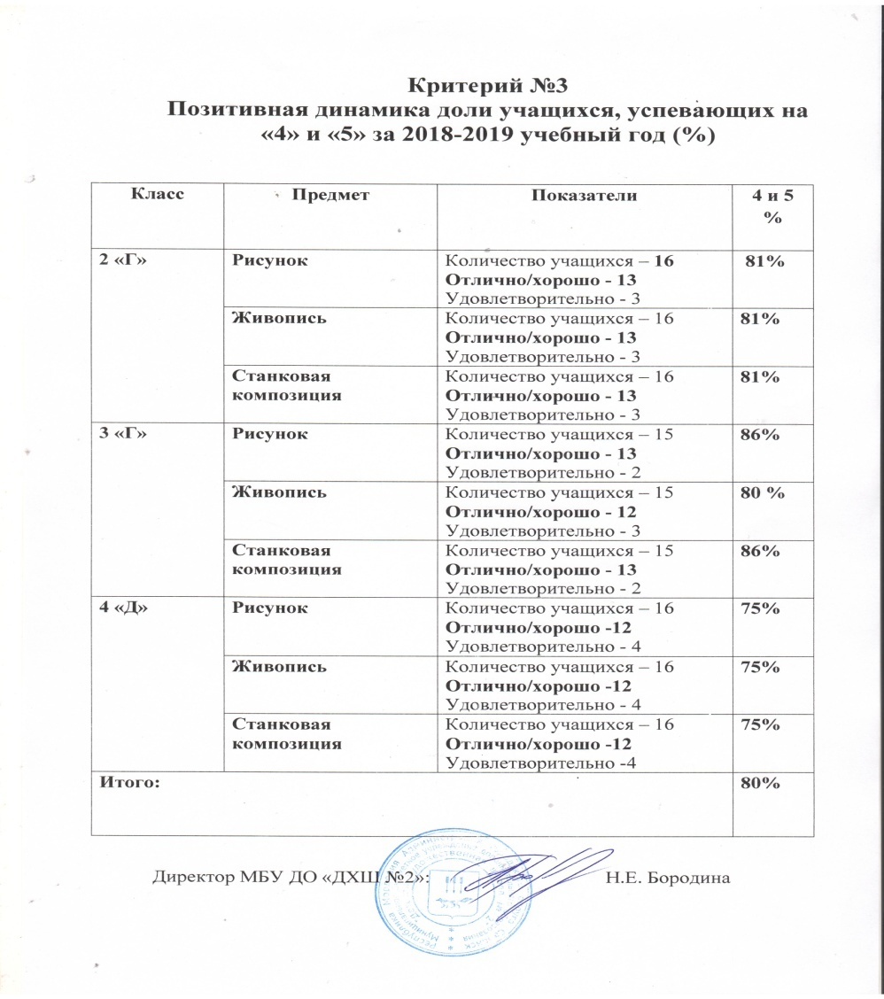 Критерий №3
Позитивная динамика доли учащихся, успевающих на
«4» и «5» за 2018-2019 учебный год (%)
Класс
Предмет
Показатели
4 и 5
%
2 «Г»
Рисунок
Количество учащихся – 16
Отлично/хорошо - 13
Удовлетворительно - 3
81%
Живопись
Количество учащихся – 16
Отлично/хорошо - 13
Удовлетворительно - 3
81%
Станковая
композиция
Количество учащихся – 16
Отлично/хорошо - 13
Удовлетворительно - 3
81%
3 «Г»
Рисунок
Количество учащихся – 15
Отлично/хорошо - 13
Удовлетворительно - 2
86%
Живопись
Количество учащихся – 15
Отлично/хорошо - 12
Удовлетворительно - 3
80 %
Станковая
композиция
Количество учащихся – 15
Отлично/хорошо - 13
Удовлетворительно - 2
86%
4 «Д»
Рисунок
Количество учащихся – 16
Отлично/хорошо -12
Удовлетворительно - 4
75%
Живопись
Количество учащихся – 16
Отлично/хорошо -12
Удовлетворительно - 4
75%
Станковая
композиция
Количество учащихся – 16
Отлично/хорошо -12
Удовлетворительно -4
75%
Итого:
80%
Директор МБУ ДО «ДХШ №2»:
Н.Е. Бородина